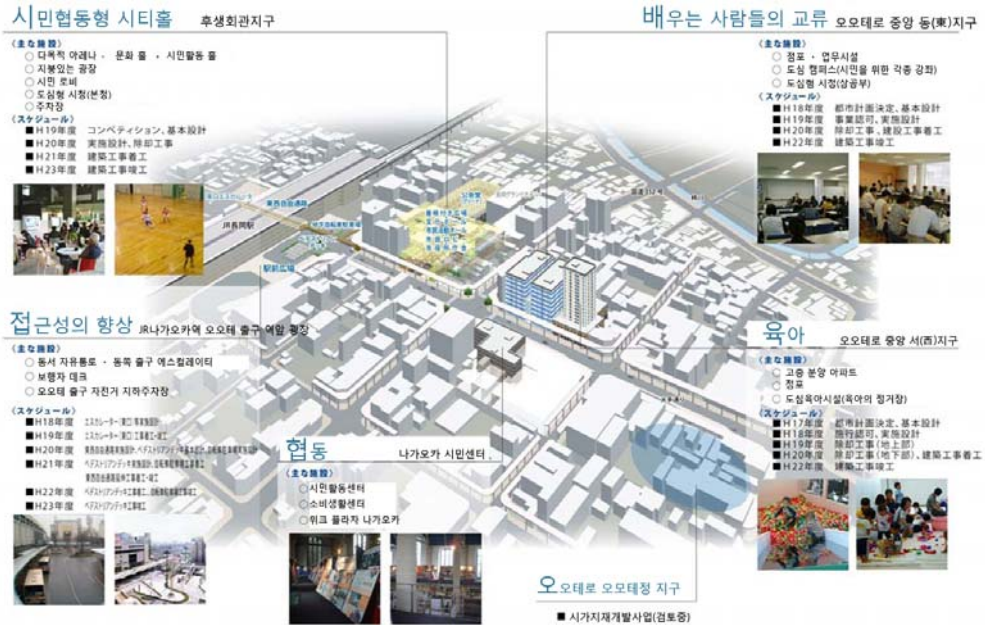 시민협동형 시티홀 후생회관지구
〈主な施設〉
○ 다목적 아레나 · 문화 홀 · 시민활동 홀
○ 지붕있는 광장
○ 시민 로비
○ 도심형 시청(본청)
○ 주차장
〈スケジュール〉
■ H19年度 コンペティション、基本設計
■ H20年度 実施設計、除却工事
■ H21年度 建築工事着工
■ H23年度 建築工事竣工
배우는 사람들의 교류 오오테로 중앙 동(東)지구
〈主な施設〉
○ 점포 · 업무시설
○ 도심 캠퍼스(시민을 위한 각종 강좌)
○ 도심형 시청(상공부)
〈スケジュール〉
■ H18年度 都市計画決定、基本設計
■ H19年度 事業認可、実施設計
■ H20年度 除却工事、建設工事着工
■ H22年度 建築工事竣工
東西自由通路
JR長岡駅
駅前広場
접근성의 향상 JR나가오카역 오오테 출구 역앞 광장
〈主な施設〉
○ 동서 자유통로 · 동쪽 출구 에스컬레이터
○ 보행자 데크
○ 오오테 출구 자전거 지하주차장
〈スケジュール〉
■ H18年度
■ H19年度
■ H20年度
■ H21年度
■ H22年度
■ H23年度
협동 나가오카 시민센터
〈主な施設〉
○ 시민활동센터
○ 소비생활센터
○ 위크 플라자 나가오카
육아 오오테로 중앙 서(西)지구
〈主な施設〉
○ 고층 분양 아파트
○ 점포
○ 도심육아시설(육아의 정거장)
〈スケジュール〉
■ H17年度 都市計画決定、基本設計
■ H18年度 施行認可、実施設計
■ H19年度 除却工事(地上部)
■ H20年度 除却工事(地下部)、建築工事着工
■ H22年度 建築工事竣工
오오테로 오모테정 지구
■ 시가지재개발사업(검토중)